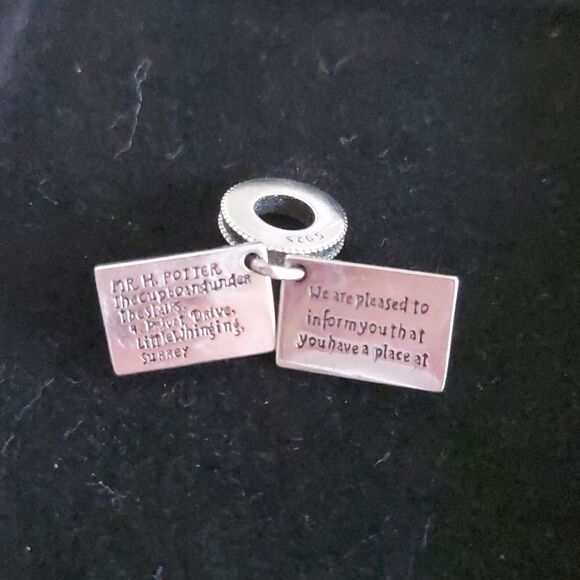 S925
MR H. POTTER
The cupboard under
the stairs.
4. Privt Drive,
Little Whinging,
SURREY
We are pleased to
inform you that
you have a place at